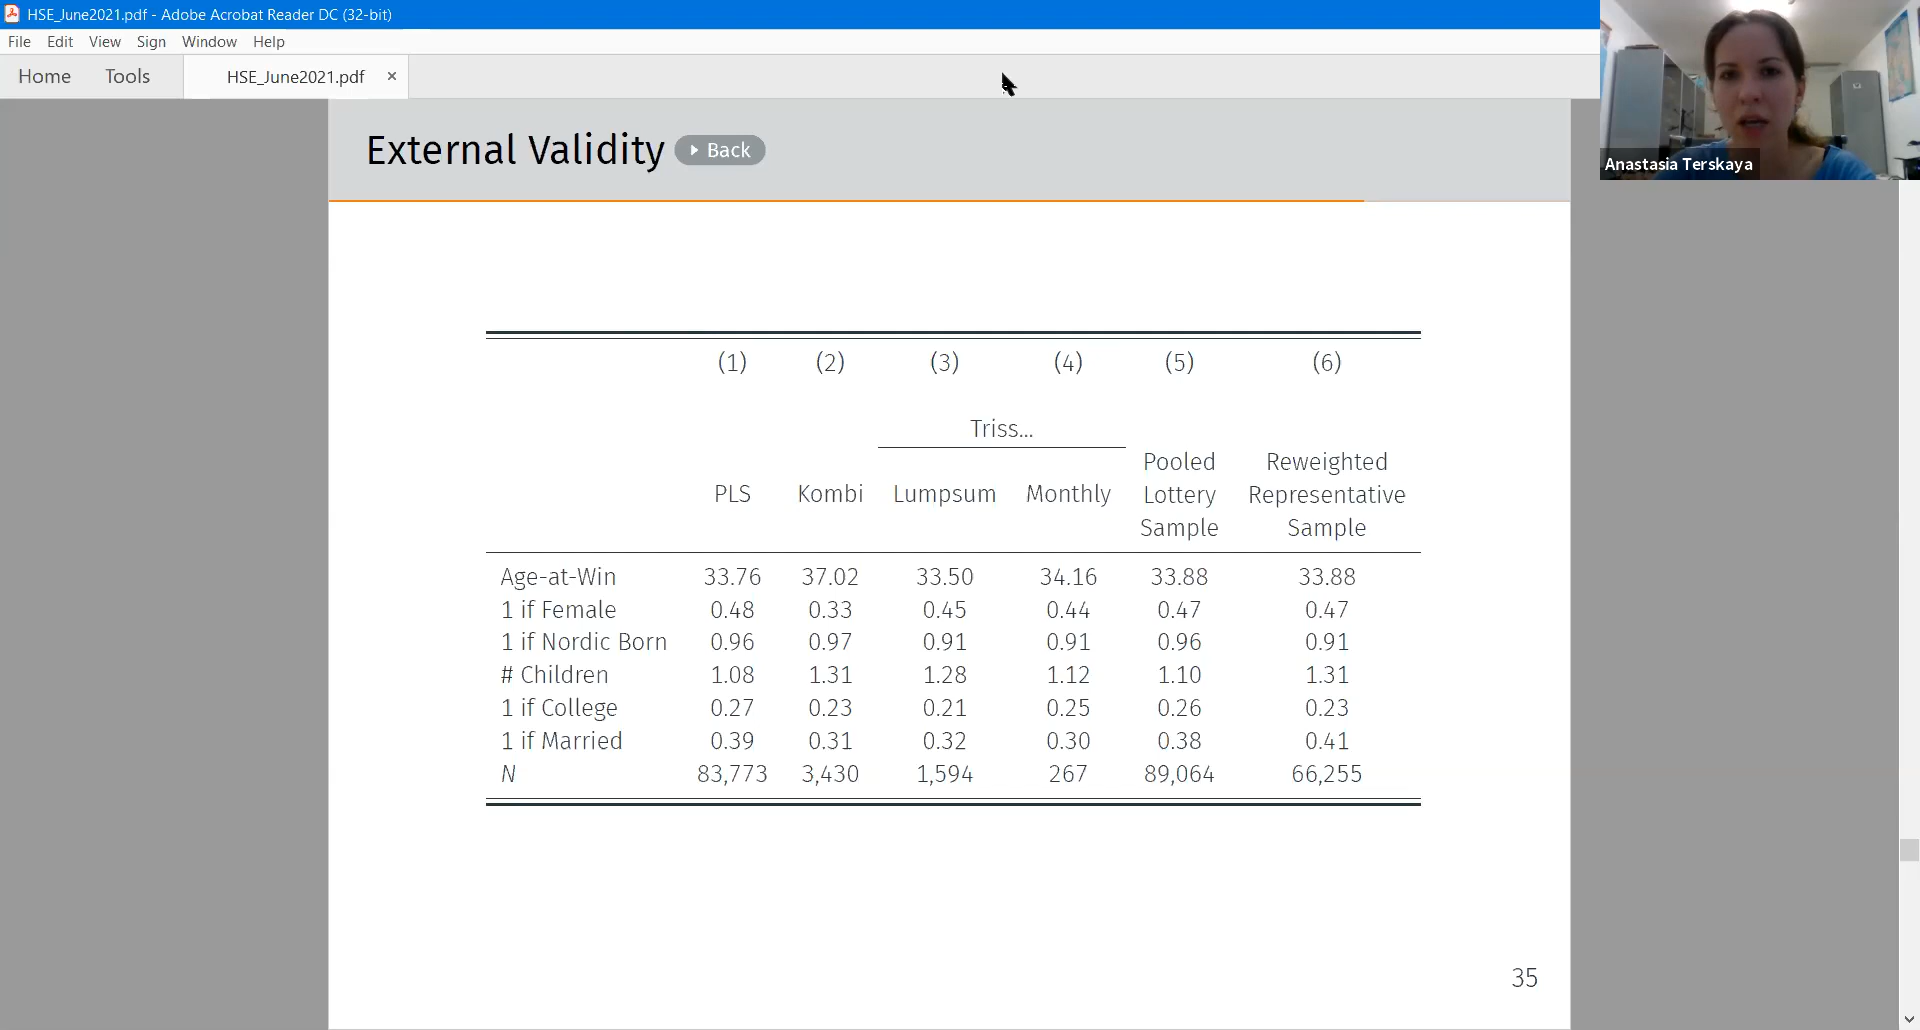 HSE_June2021.pdf - Adobe Acrobat Reader DC (32-bit)
File Edit View Sign Window Help
Home Tools HSE_June2021.pdf ×
Anastasia Terskaya
External Validity Back
(1) (2) (3) (4) (5) (6)
Triss...
Pooled Reweighted
PLS Kombi Lumpsum Monthly Lottery Representative
Sample Sample
Age-at-Win 33.76 37.02 33.50 34.16 33.88 33.88
1 if Female 0.48 0.33 0.45 0.44 0.47 0.47
1 if Nordic Born 0.96 0.97 0.91 0.91 0.96 0.91
# Children 1.08 1.31 1.28 1.12 1.10 1.31
1 if College 0.27 0.23 0.21 0.25 0.26 0.23
1 if Married 0.39 0.31 0.32 0.30 0.38 0.41
N 83,773 3,430 1,594 267 89,064 66,255
35